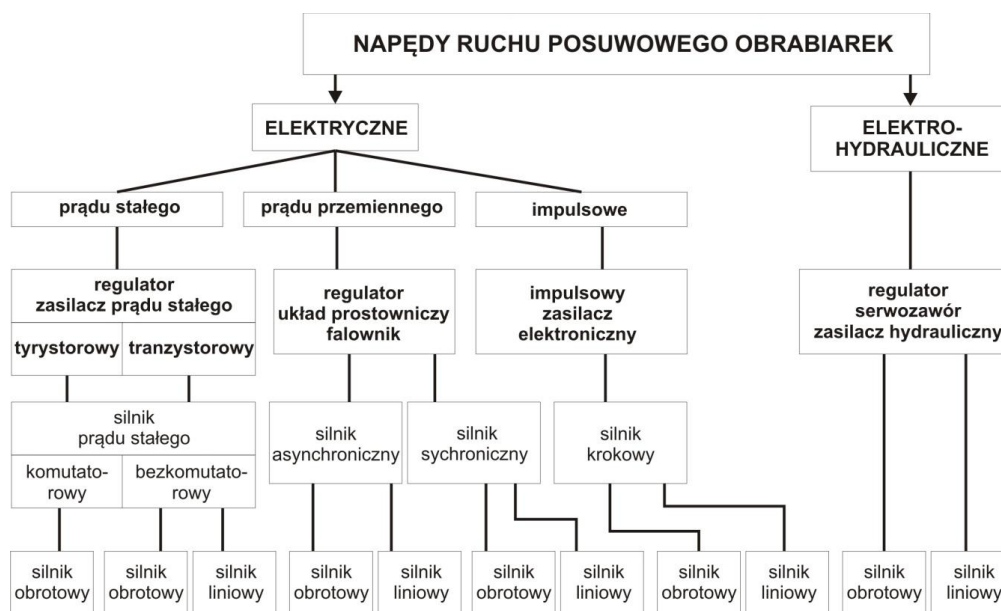 NAPĘDY RUCHU POSUWOWEGO OBRABIAREK
ELEKTRYCZNE
ELEKTRO-
HYDRAULICZNE
prądu stałego
prądu przemiennego
impulsowe
regulator
zasilacz prądu stałego
tyrystorowy
tranzystorowy
regulator
układ prostowniczy
falownik
impulsowy
zasilacz
elektroniczny
regulator
serwozawór
zasilacz hydrauliczny
silnik
prądu stałego
komutato-
rowy
bezkomutato-
rowy
silnik
asynchroniczny
silnik
sychroniczny
silnik
krokowy
silnik
obrotowy
silnik
obrotowy
silnik
liniowy
silnik
obrotowy
silnik
liniowy
silnik
obrotowy
silnik
liniowy
silnik
obrotowy
silnik
liniowy
silnik
obrotowy
silnik
liniowy